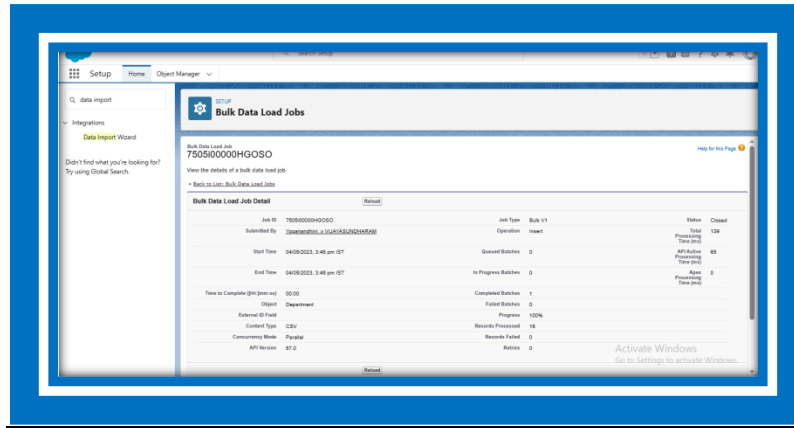 Search Setup
Setup Home Object Manager
data import
Integrations
Data Import Wizard
Didn't find what you're looking for?
Try using Global Search.
SETUP
Bulk Data Load Jobs
Bulk Data Load Job
7505I00000HGOSO
Help for this Page
View the details of a bulk data load job.
« Back to List: Bulk Data Load Jobs
Bulk Data Load Job Detail Reload
Job ID 7505I00000HGOSO Job Type Bulk V1 Status Closed
Submitted By Yoganandhini .v VIJAYASUNDHARAM Operation Insert Total Processing Time (ms) 139
Start Time 04/05/2023, 3:48 pm IST Queued Batches 0 API Active Processing Time (ms) 65
End Time 04/05/2023, 3:48 pm IST In Progress Batches 0 Apex Processing Time (ms) 0
Time to Complete ([hh:]mm:ss) 00:00 Completed Batches 1
Object Department Failed Batches 0
External ID Field Progress 100%
Content Type CSV Records Processed 16
Concurrency Mode Parallel Records Failed 0
API Version 57.0 Retries 0
Reload
Activate Windows
Go to Settings to activate Windows.